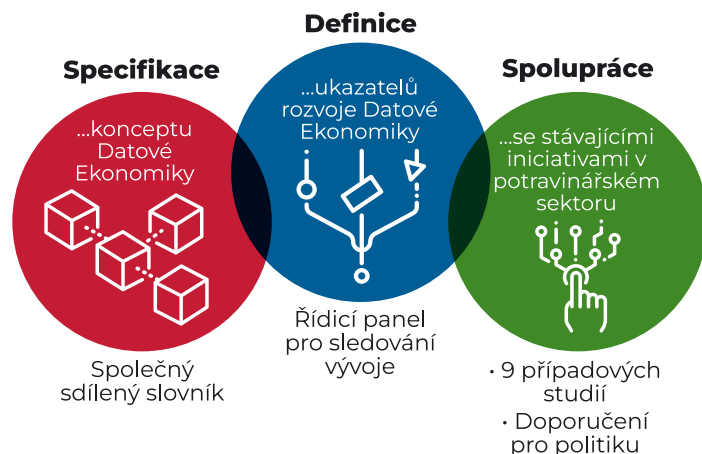 Specifikace
...konceptu
Datové
Ekonomiky
Společný
sdílený slovník
Definice
...ukazatelů
rozvoje Datové
Ekonomiky
Řídicí panel
pro sledování
vývoje
Spolupráce
...se stávajícími
iniciativami v
potravinářském
sektoru
• 9 případových
studií
• Doporučení
pro politiku